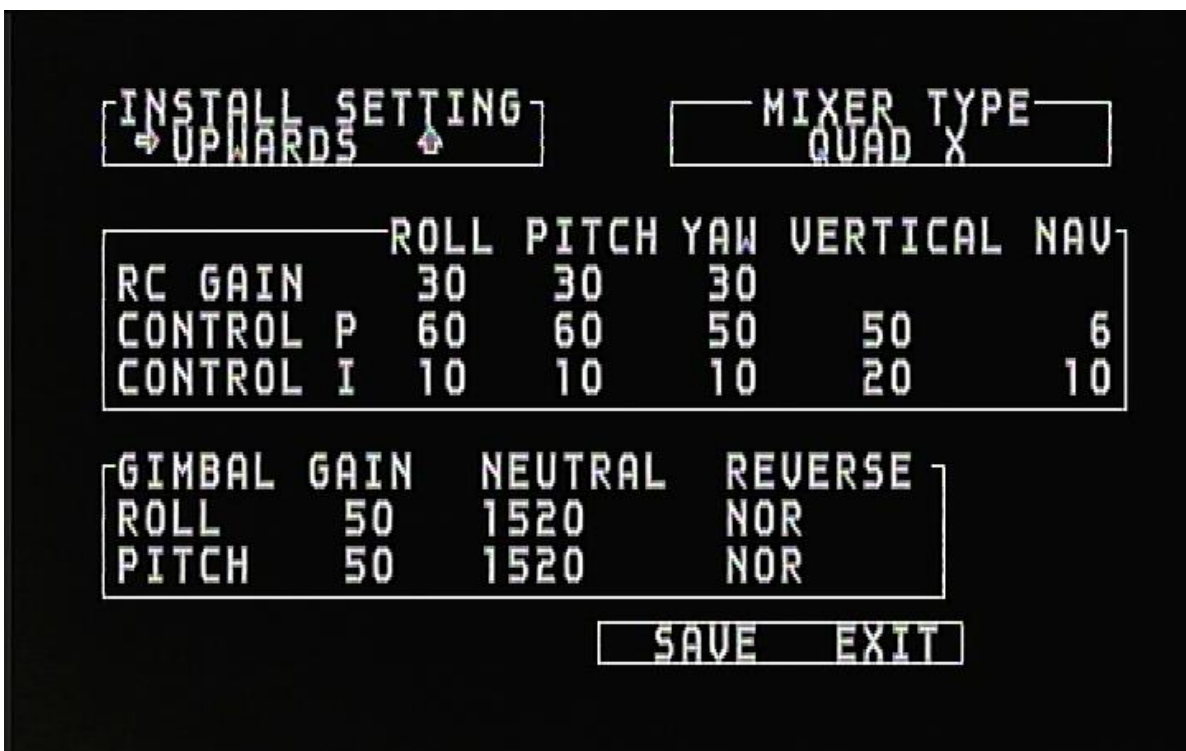 INSTALL SETTING
UPWARDS
MIXER TYPE
QUAD X
ROLL PITCH YAW VERTICAL NAV
RC GAIN 30 30 30
CONTROL P 60 60 50 50 6
CONTROL I 10 10 10 20 10
GIMBAL GAIN NEUTRAL REVERSE
ROLL 50 1520 NOR
PITCH 50 1520 NOR
SAVE EXIT